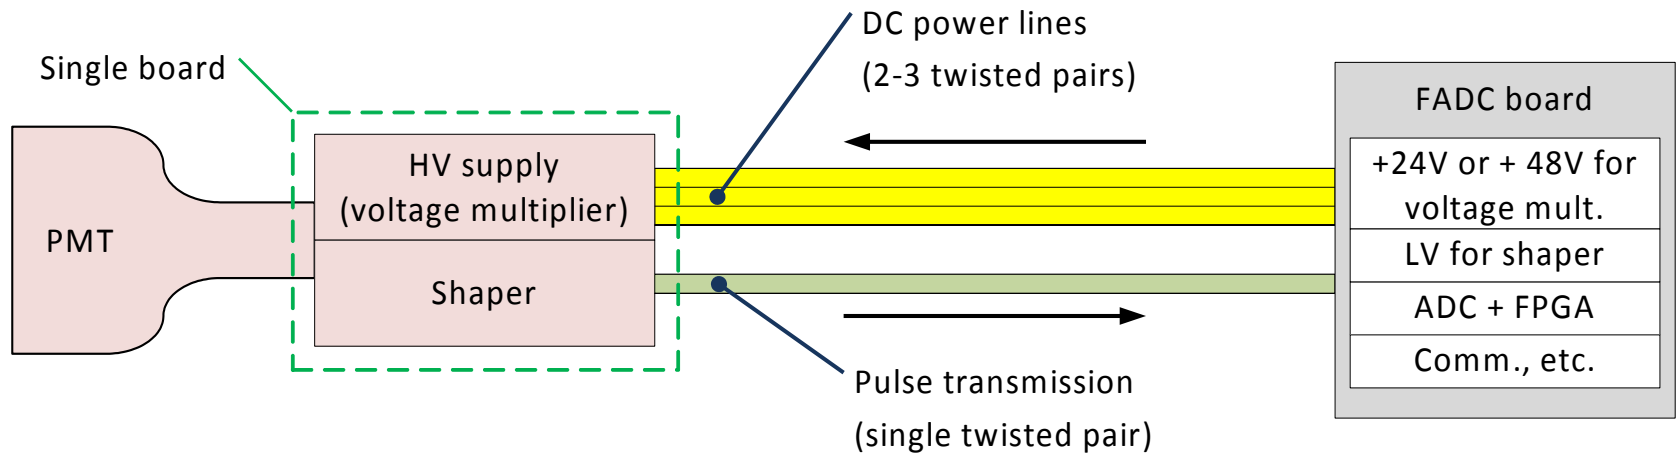 Single board
PMT
HV supply
(voltage multiplier)
Shaper
DC power lines
(2-3 twisted pairs)
Pulse transmission
(single twisted pair)
FADC board
+24V or + 48V for
voltage mult.
LV for shaper
ADC + FPGA
Comm., etc.